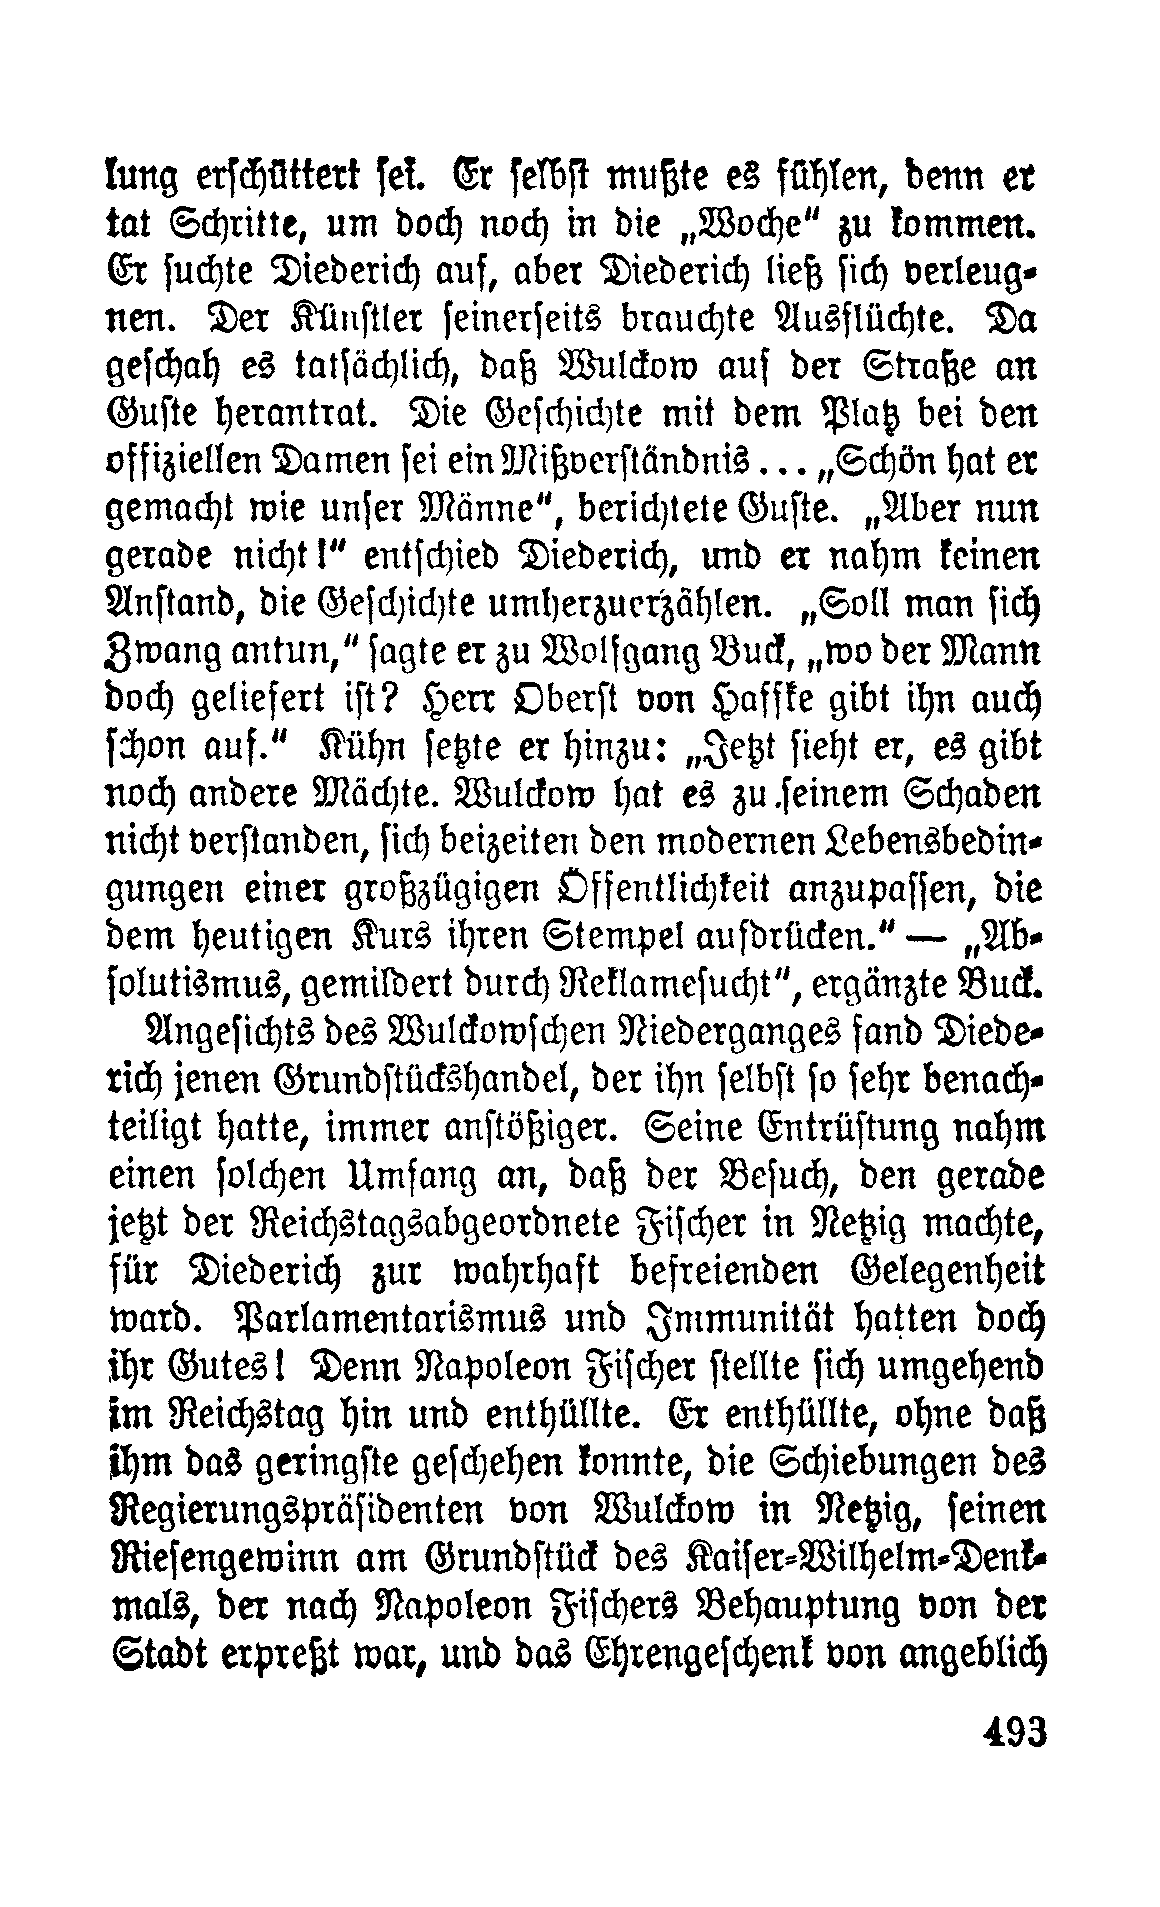 lung erschüttert sei. Er selbst mußte es fühlen, denn er
tat Schritte, um doch noch in die „Woche“ zu kommen.
Er suchte Diederich auf, aber Diederich ließ sich verleug-
nen. Der Künstler seinerseits brauchte Ausflüchte. Da
geschah es tatsächlich, daß Wulckow auf der Straße an
Guste herantrat. Die Geschichte mit dem Platz bei den
offiziellen Damen sei ein Mißverständnis... „Schön hat er
gemacht wie unser Männe“, berichtete Guste. „Aber nun
gerade nicht!“ entschied Diederich, und er nahm keinen
Anstand, die Geschichte umherzuerzählen. „Soll man sich
Zwang antun,“ sagte er zu Wolfgang Buck, „wo der Mann
doch geliefert ist? Herr Oberst von Haffke gibt ihn auch
schon auf.“ Kühn setzte er hinzu: „Jetzt sieht er, es gibt
noch andere Mächte. Wulckow hat es zu seinem Schaden
nicht verstanden, sich beizeiten den modernen Lebensbedin-
gungen einer großzügigen Öffentlichkeit anzupassen, die
dem heutigen Kurs ihren Stempel aufdrücken.“ — „Ab-
solutismus, gemildert durch Reklamesucht“, ergänzte Buck.
Angesichts des Wulckowschen Niederganges fand Diede-
rich jenen Grundstückshandel, der ihn selbst so sehr benach-
teiligt hatte, immer anstößiger. Seine Entrüstung nahm
einen solchen Umfang an, daß der Besuch, den gerade
jetzt der Reichstagsabgeordnete Fischer in Netzig machte,
für Diederich zur wahrhaft befreienden Gelegenheit
ward. Parlamentarismus und Immunität hatten doch
ihr Gutes! Denn Napoleon Fischer stellte sich umgehend
im Reichstag hin und enthüllte. Er enthüllte, ohne daß
ihm das geringste geschehen konnte, die Schiebungen des
Regierungspräsidenten von Wulckow in Netzig, seinen
Riesengewinn am Grundstück des Kaiser-Wilhelm-Denk-
mals, der nach Napoleon Fischers Behauptung von der
Stadt erpreßt war, und das Ehrengeschenk von angeblich
493